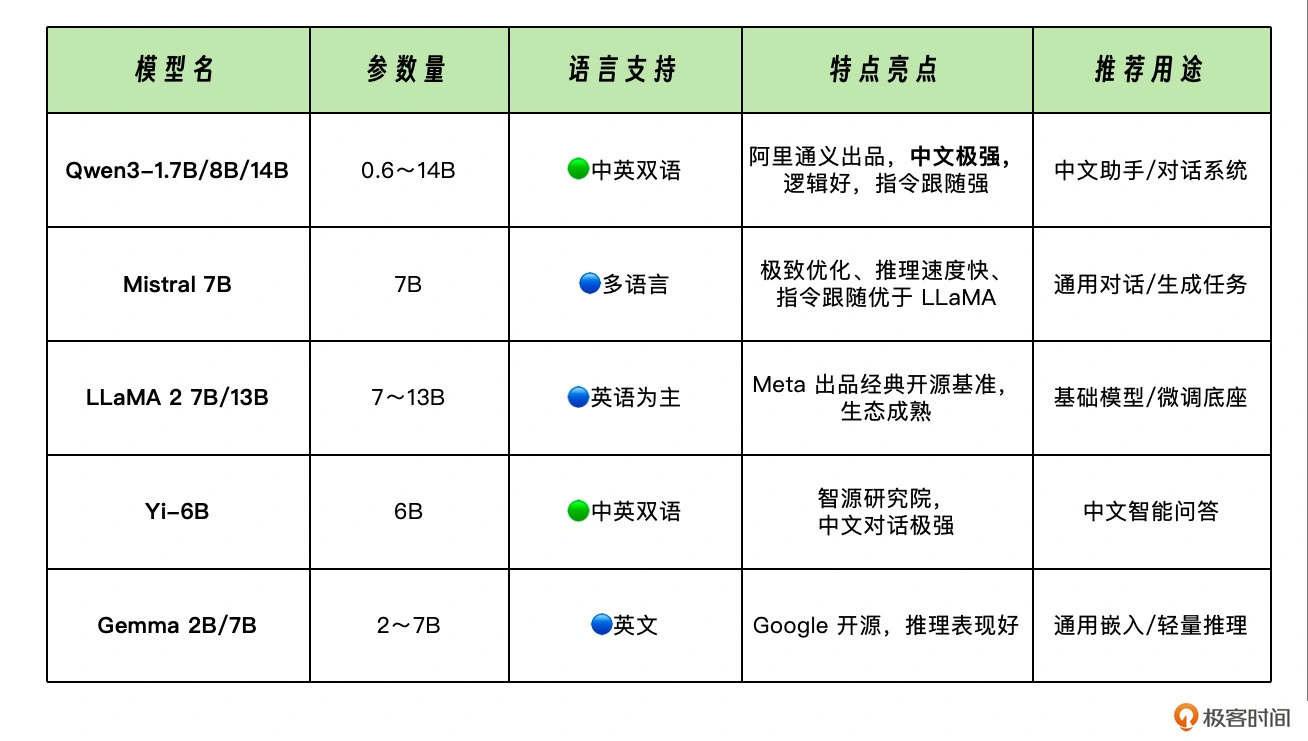 模型名 参数量 语言支持 特点亮点 推荐用途
Qwen3-1.7B/8B/14B 0.6～14B 中英双语 阿里通义出品，中文极强，
逻辑好，指令跟随强 中文助手/对话系统
Mistral 7B 7B 多语言 极致优化、推理速度快、
指令跟随优于 LLaMA 通用对话/生成任务
LLaMA 2 7B/13B 7～13B 英语为主 Meta 出品经典开源基准，
生态成熟 基础模型/微调底座
Yi-6B 6B 中英双语 智源研究院，
中文对话极强 中文智能问答
Gemma 2B/7B 2～7B 英文 Google 开源，推理表现好 通用嵌入/轻量推理
极客时间